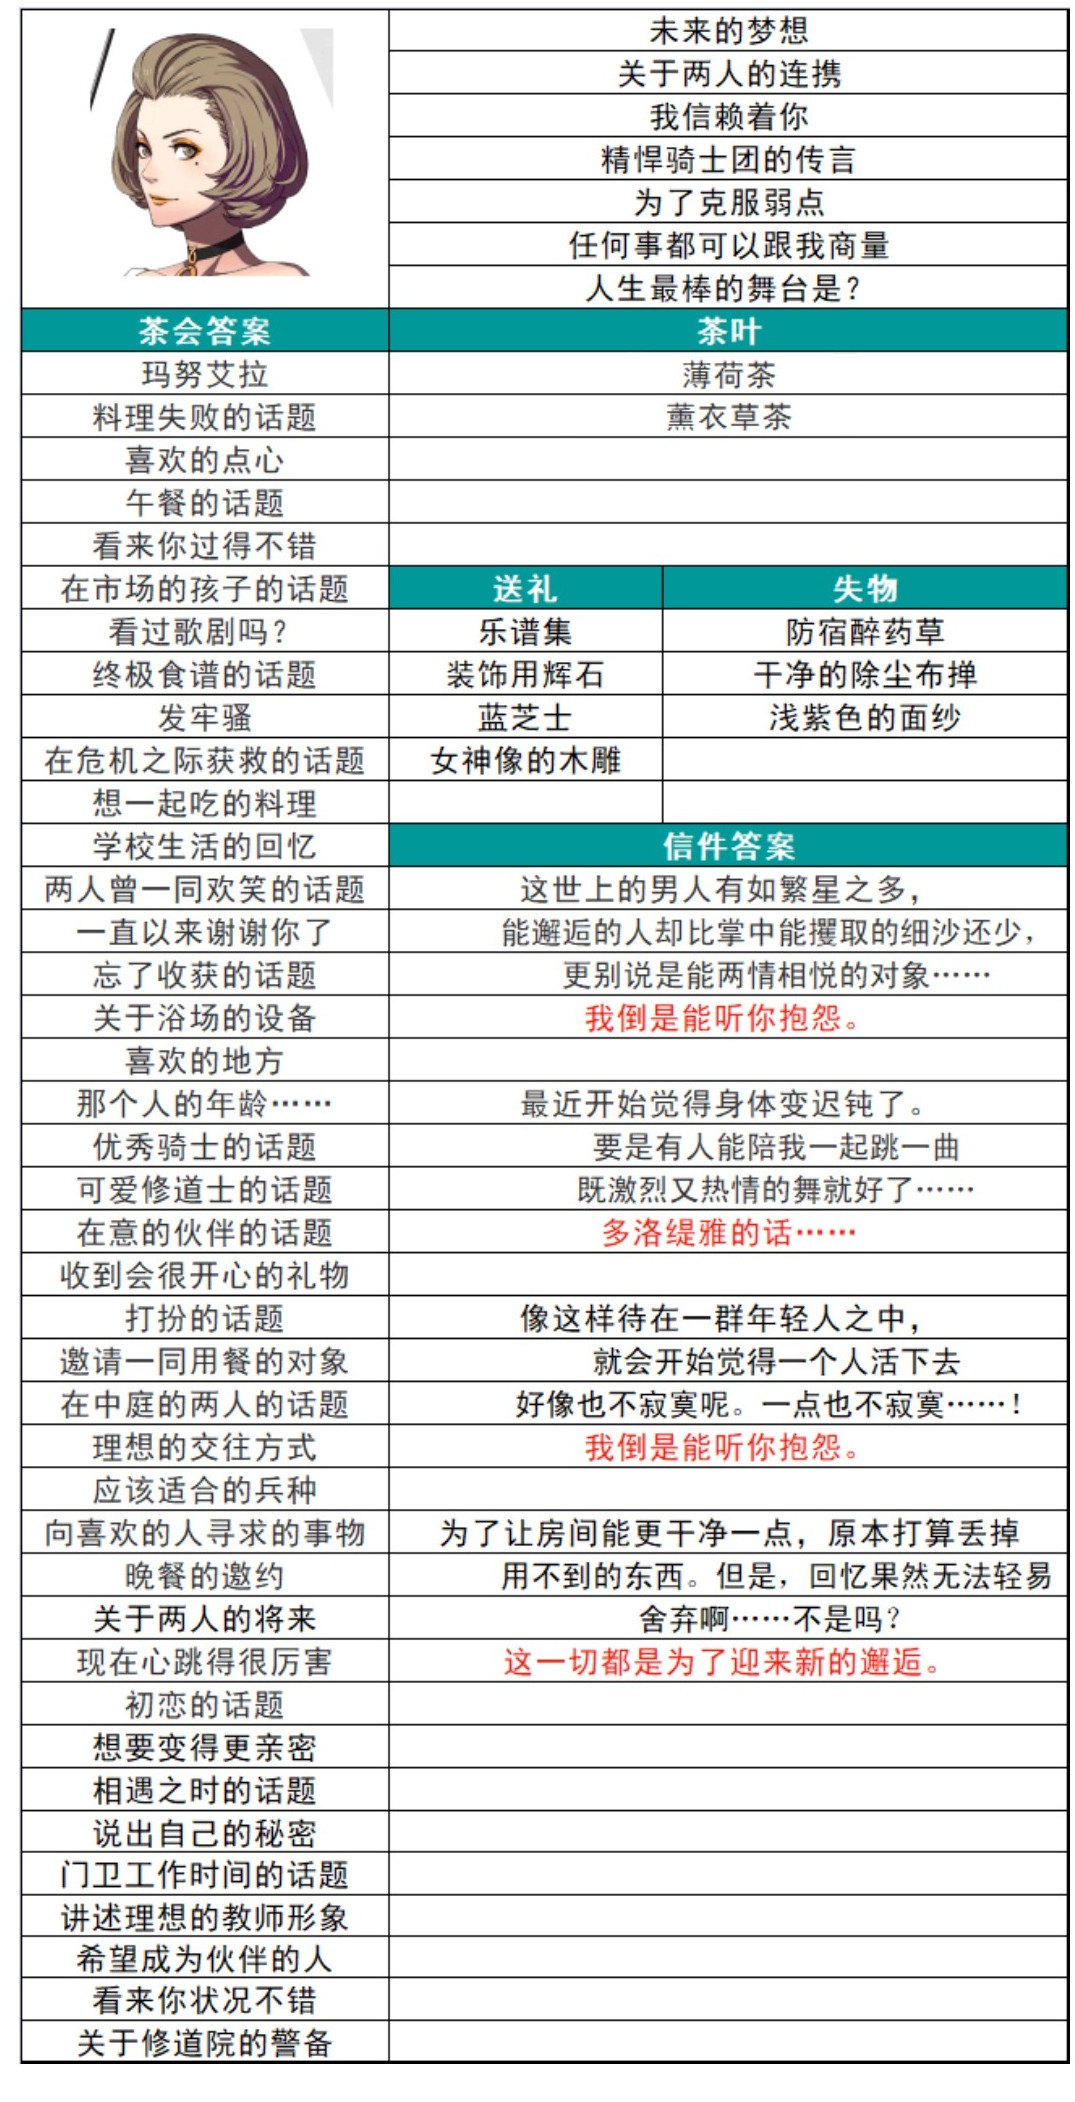 未来的梦想
关于两人的连携
我信赖着你
精悍骑士团的传言
为了克服弱点
任何事都可以跟我商量
人生最棒的舞台是？
茶会答案 茶叶
玛努艾拉 薄荷茶
料理失败的话题 薰衣草茶
喜欢的点心
午餐的话题
看来你过得不错
在市场的孩子的话题 送礼 失物
看过歌剧吗？ 乐谱集 防宿醉药草
终极食谱的话题 装饰用辉石 干净的除尘布掸
发牢骚 蓝芝士 浅紫色的面纱
在危机之际获救的话题 女神像的木雕
想一起吃的料理
学校生活的回忆 信件答案
两人曾一同欢笑的话题 这世上的男人有如繁星之多，
一直以来谢谢你了 能邂逅的人却比掌中能攫取的细沙还少，
忘了收获的话题 更别说是能两情相悦的对象……
关于浴场的设备 我倒是能听你抱怨。
喜欢的地方
那个人的年龄…… 最近开始觉得身体变迟钝了。
优秀骑士的话题 要是有人能陪我一起跳一曲
可爱修道士的话题 既激烈又热情的舞就好了……
在意的伙伴的话题 多洛缇雅的话……
收到会很开心的礼物
打扮的话题 像这样待在一群年轻人之中，
邀请一同用餐的对象 就会开始觉得一个人活下去
在中庭的两人的话题 好像也不寂寞呢。一点也不寂寞……！
理想的交往方式 我倒是能听你抱怨。
应该适合的兵种
向喜欢的人寻求的事物 为了让房间能更干净一点，原本打算丢掉
晚餐的邀约 用不到的东西。但是，回忆果然无法轻易
关于两人的将来 舍弃啊……不是吗？
现在心跳得很厉害 这一切都是为了迎来新的邂逅。
初恋的话题
想要变得更亲密
相遇之时的话题
说出自己的秘密
门卫工作时间的话题
讲述理想的教师形象
希望成为伙伴的人
看来你状况不错
关于修道院的警备